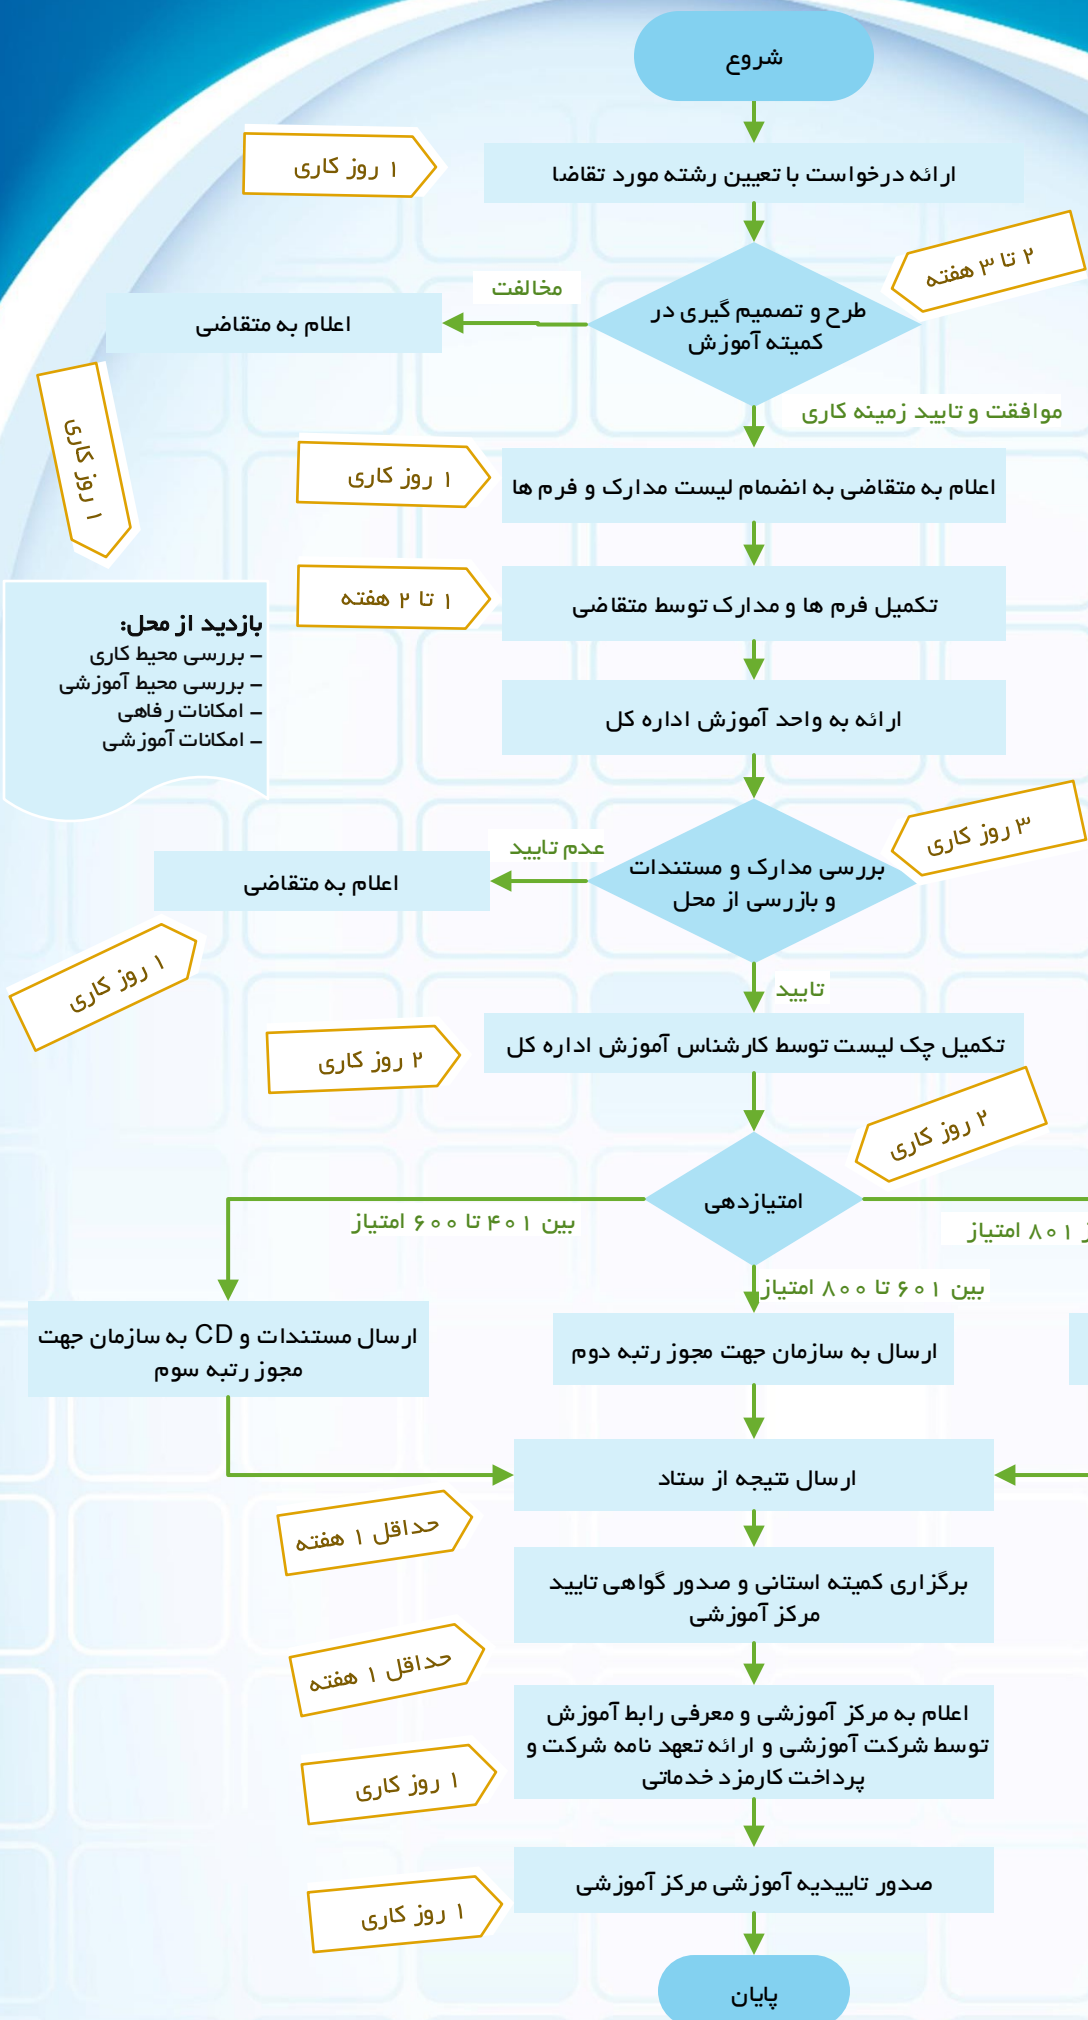 شروع
۱ روز کاری
ارائه درخواست با تعیین رشته مورد تقاضا
۲ تا ۳ هفته
طرح و تصمیم گیری در
کمیته آموزش
مخالفت
اعلام به متقاضی
۱ روز کاری
موافقت و تایید زمینه کاری
۱ روز کاری
اعلام به متقاضی به انضمام لیست مدارک و فرم ها
۱ تا ۲ هفته
تکمیل فرم ها و مدارک توسط متقاضی
بازدید از محل:
– بررسی محیط کاری
– بررسی محیط آموزشی
– امکانات رفاهی
– امکانات آموزشی
ارائه به واحد آموزش اداره کل
۳ روز کاری
بررسی مدارک و مستندات
و بازرسی از محل
عدم تایید
اعلام به متقاضی
۱ روز کاری
تایید
تکمیل چک لیست توسط کارشناس آموزش اداره کل
۲ روز کاری
۲ روز کاری
امتیازدهی
بین ۴۰۱ تا ۶۰۰ امتیاز
۸۰۱ امتیاز
بین ۶۰۱ تا ۸۰۰ امتیاز
ارسال مستندات و CD به سازمان جهت
مجوز رتبه سوم
ارسال به سازمان جهت مجوز رتبه دوم
ارسال نتیجه از ستاد
حداقل ۱ هفته
برگزاری کمیته استانی و صدور گواهی تایید
مرکز آموزشی
حداقل ۱ هفته
اعلام به مرکز آموزشی و معرفی رابط آموزش
توسط شرکت آموزشی و ارائه تعهد نامه شرکت و
پرداخت کارمزد خدماتی
۱ روز کاری
صدور تاییدیه آموزشی مرکز آموزشی
۱ روز کاری
پایان